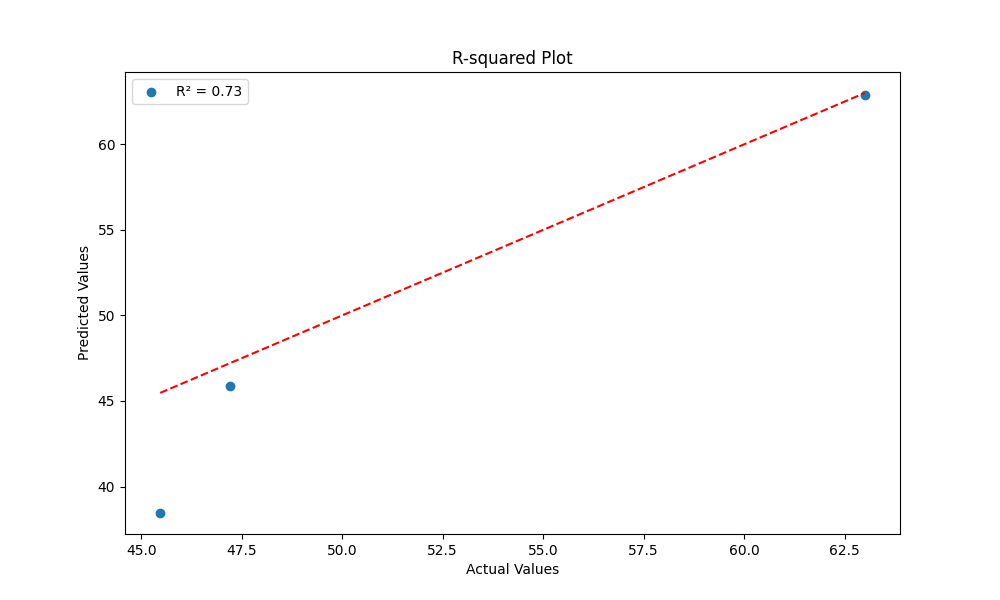 R-squared Plot
R² = 0.73
Predicted Values
60
55
50
45
40
45.0 47.5 50.0 52.5 55.0 57.5 60.0 62.5
Actual Values